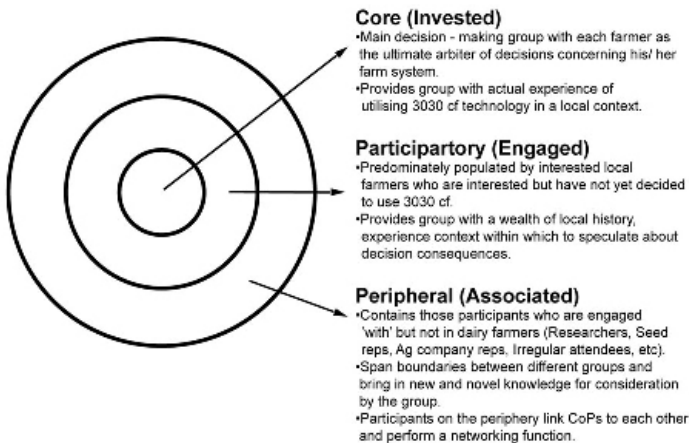 Core (Invested)
•Main decision - making group with each farmer as
the ultimate arbiter of decisions concerning his/ her
farm system.
•Provides group with actual experience of
utilising 3030 cf technology in a local context.
Participartory (Engaged)
•Predominately populated by interested local
farmers who are interested but have not yet decided
to use 3030 cf.
•Provides group with a wealth of local history,
experience context within which to speculate about
decision consequences.
Peripheral (Associated)
•Contains those participants who are engaged
'with' but not in dairy farmers (Researchers, Seed
reps, Ag company reps, Irregular attendees, etc).
•Span boundaries between different groups and
bring in new and novel knowledge for consideration
by the group.
•Participants on the periphery link CoPs to each other
and perform a networking function.